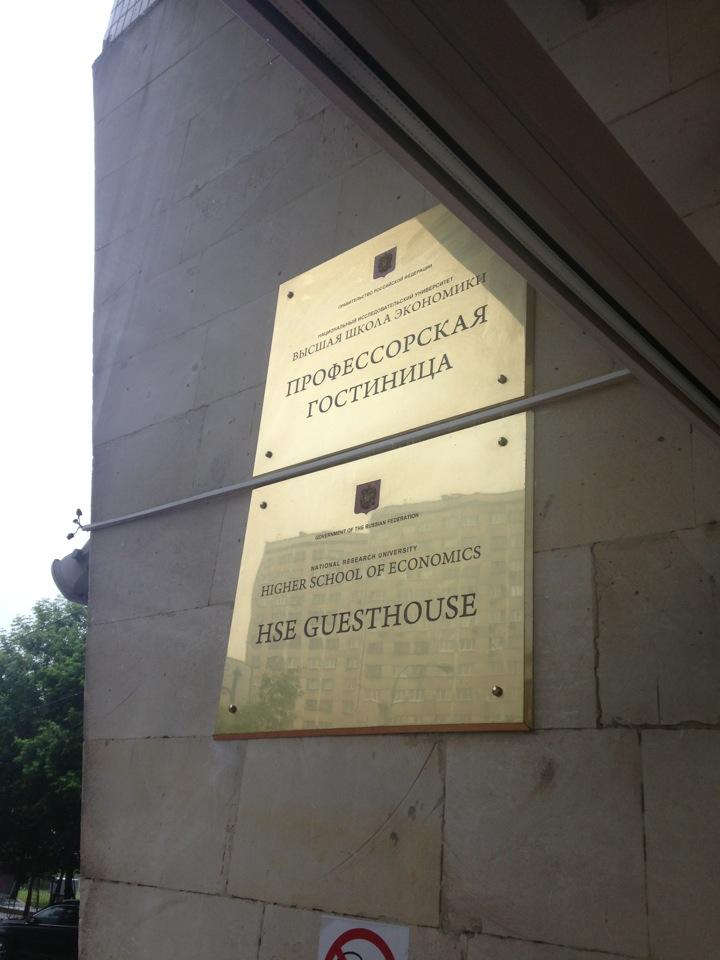 ПРАВИТЕЛЬСТВО РОССИЙСКОЙ ФЕДЕРАЦИИ
НАЦИОНАЛЬНЫЙ ИССЛЕДОВАТЕЛЬСКИЙ УНИВЕРСИТЕТ
ВЫСШАЯ ШКОЛА ЭКОНОМИКИ
ПРОФЕССОРСКАЯ
ГОСТИНИЦА
GOVERNMENT OF THE RUSSIAN FEDERATION
NATIONAL RESEARCH UNIVERSITY
HIGHER SCHOOL OF ECONOMICS
HSE GUESTHOUSE